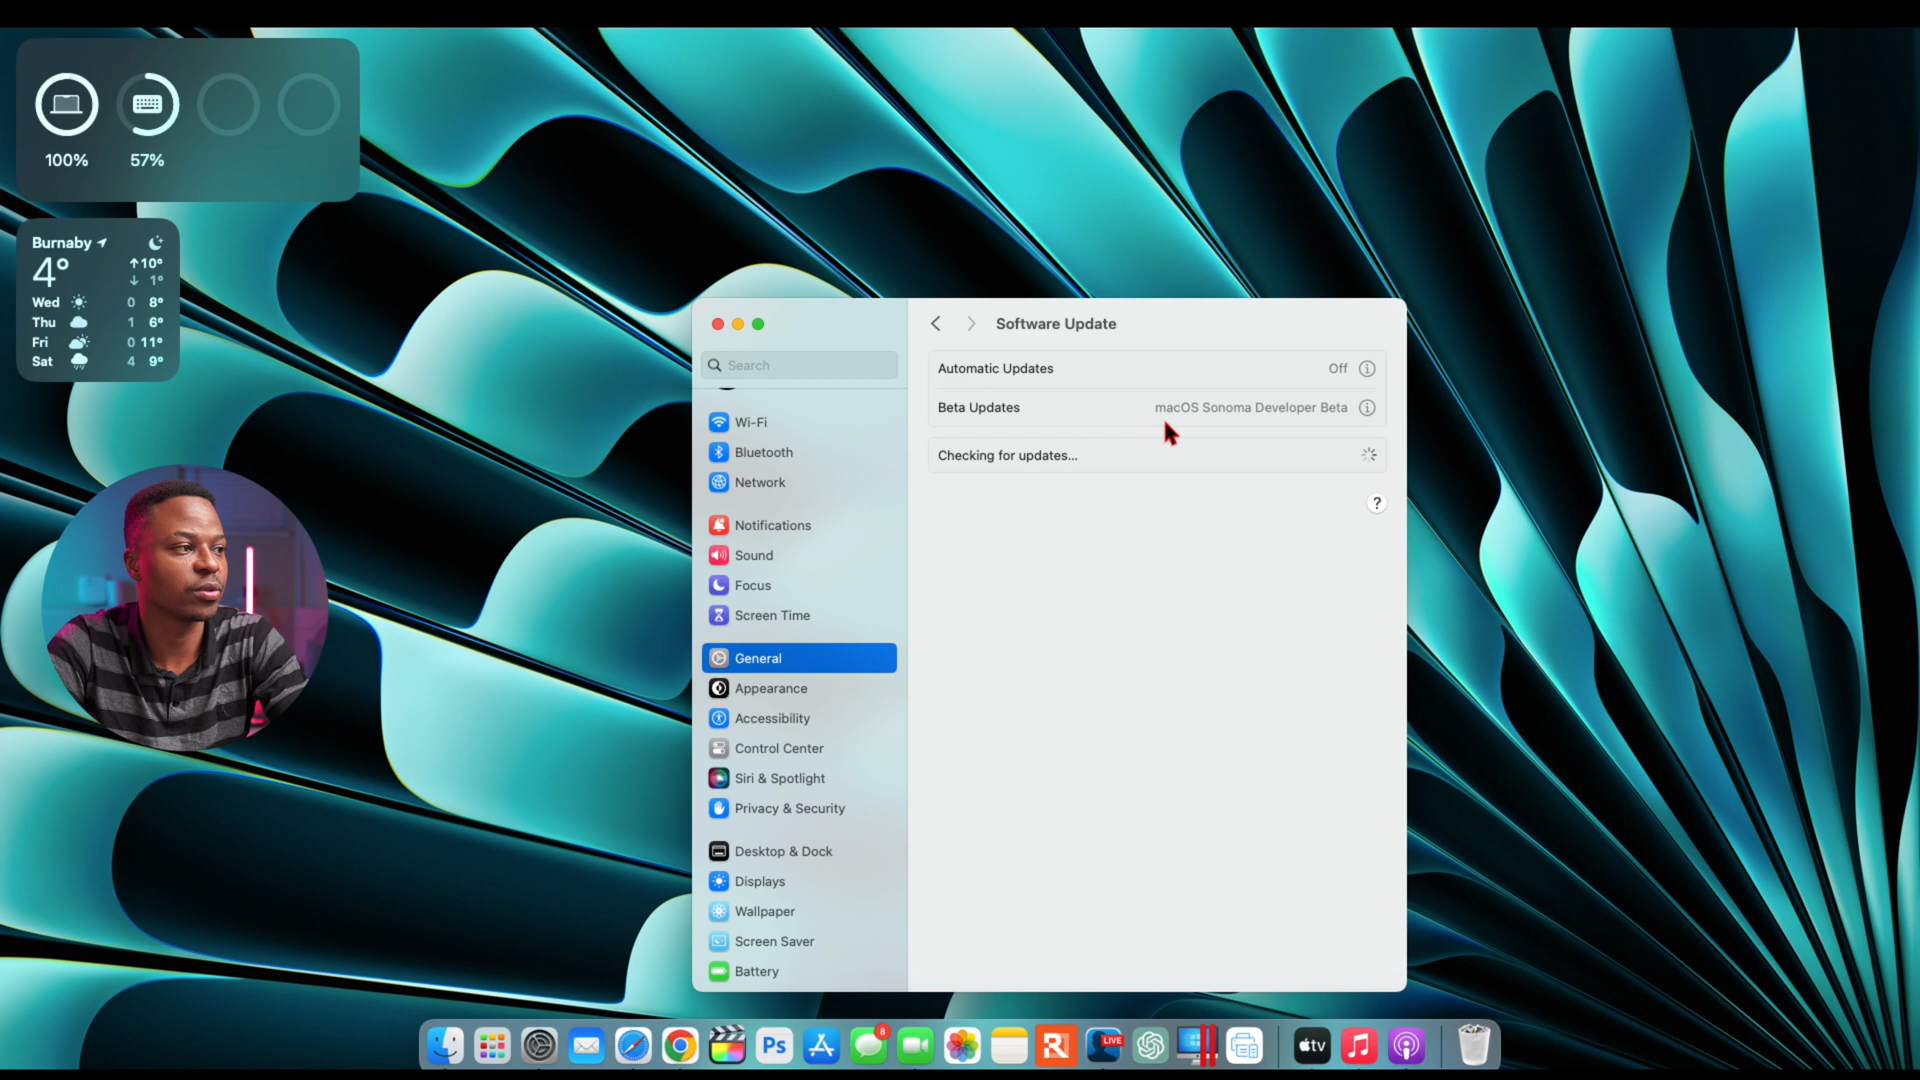 100%
57%
Burnaby
4°
↑10°
↓ 1°
Wed 0 8°
Thu 1 6°
Fri 0 11°
Sat 4 9°
Software Update
Search
Automatic Updates Off
Beta Updates macOS Sonoma Developer Beta
Checking for updates...
?
Wi-Fi
Bluetooth
Network
Notifications
Sound
Focus
Screen Time
General
Appearance
Accessibility
Control Center
Siri & Spotlight
Privacy & Security
Desktop & Dock
Displays
Wallpaper
Screen Saver
Battery
Ps
8
R
LIVE
tv